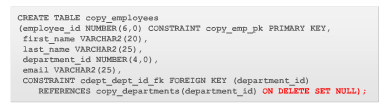 CREATE TABLE copy_employees
(employee_id NUMBER(6,0) CONSTRAINT copy_emp_pk PRIMARY KEY,
first_name VARCHAR2(20),
last_name VARCHAR2(25),
department_id NUMBER(4,0),
email VARCHAR2(25),
CONSTRAINT cdept_dept_id_fk FOREIGN KEY (department_id)
REFERENCES copy_departments(department_id) ON DELETE SET NULL);